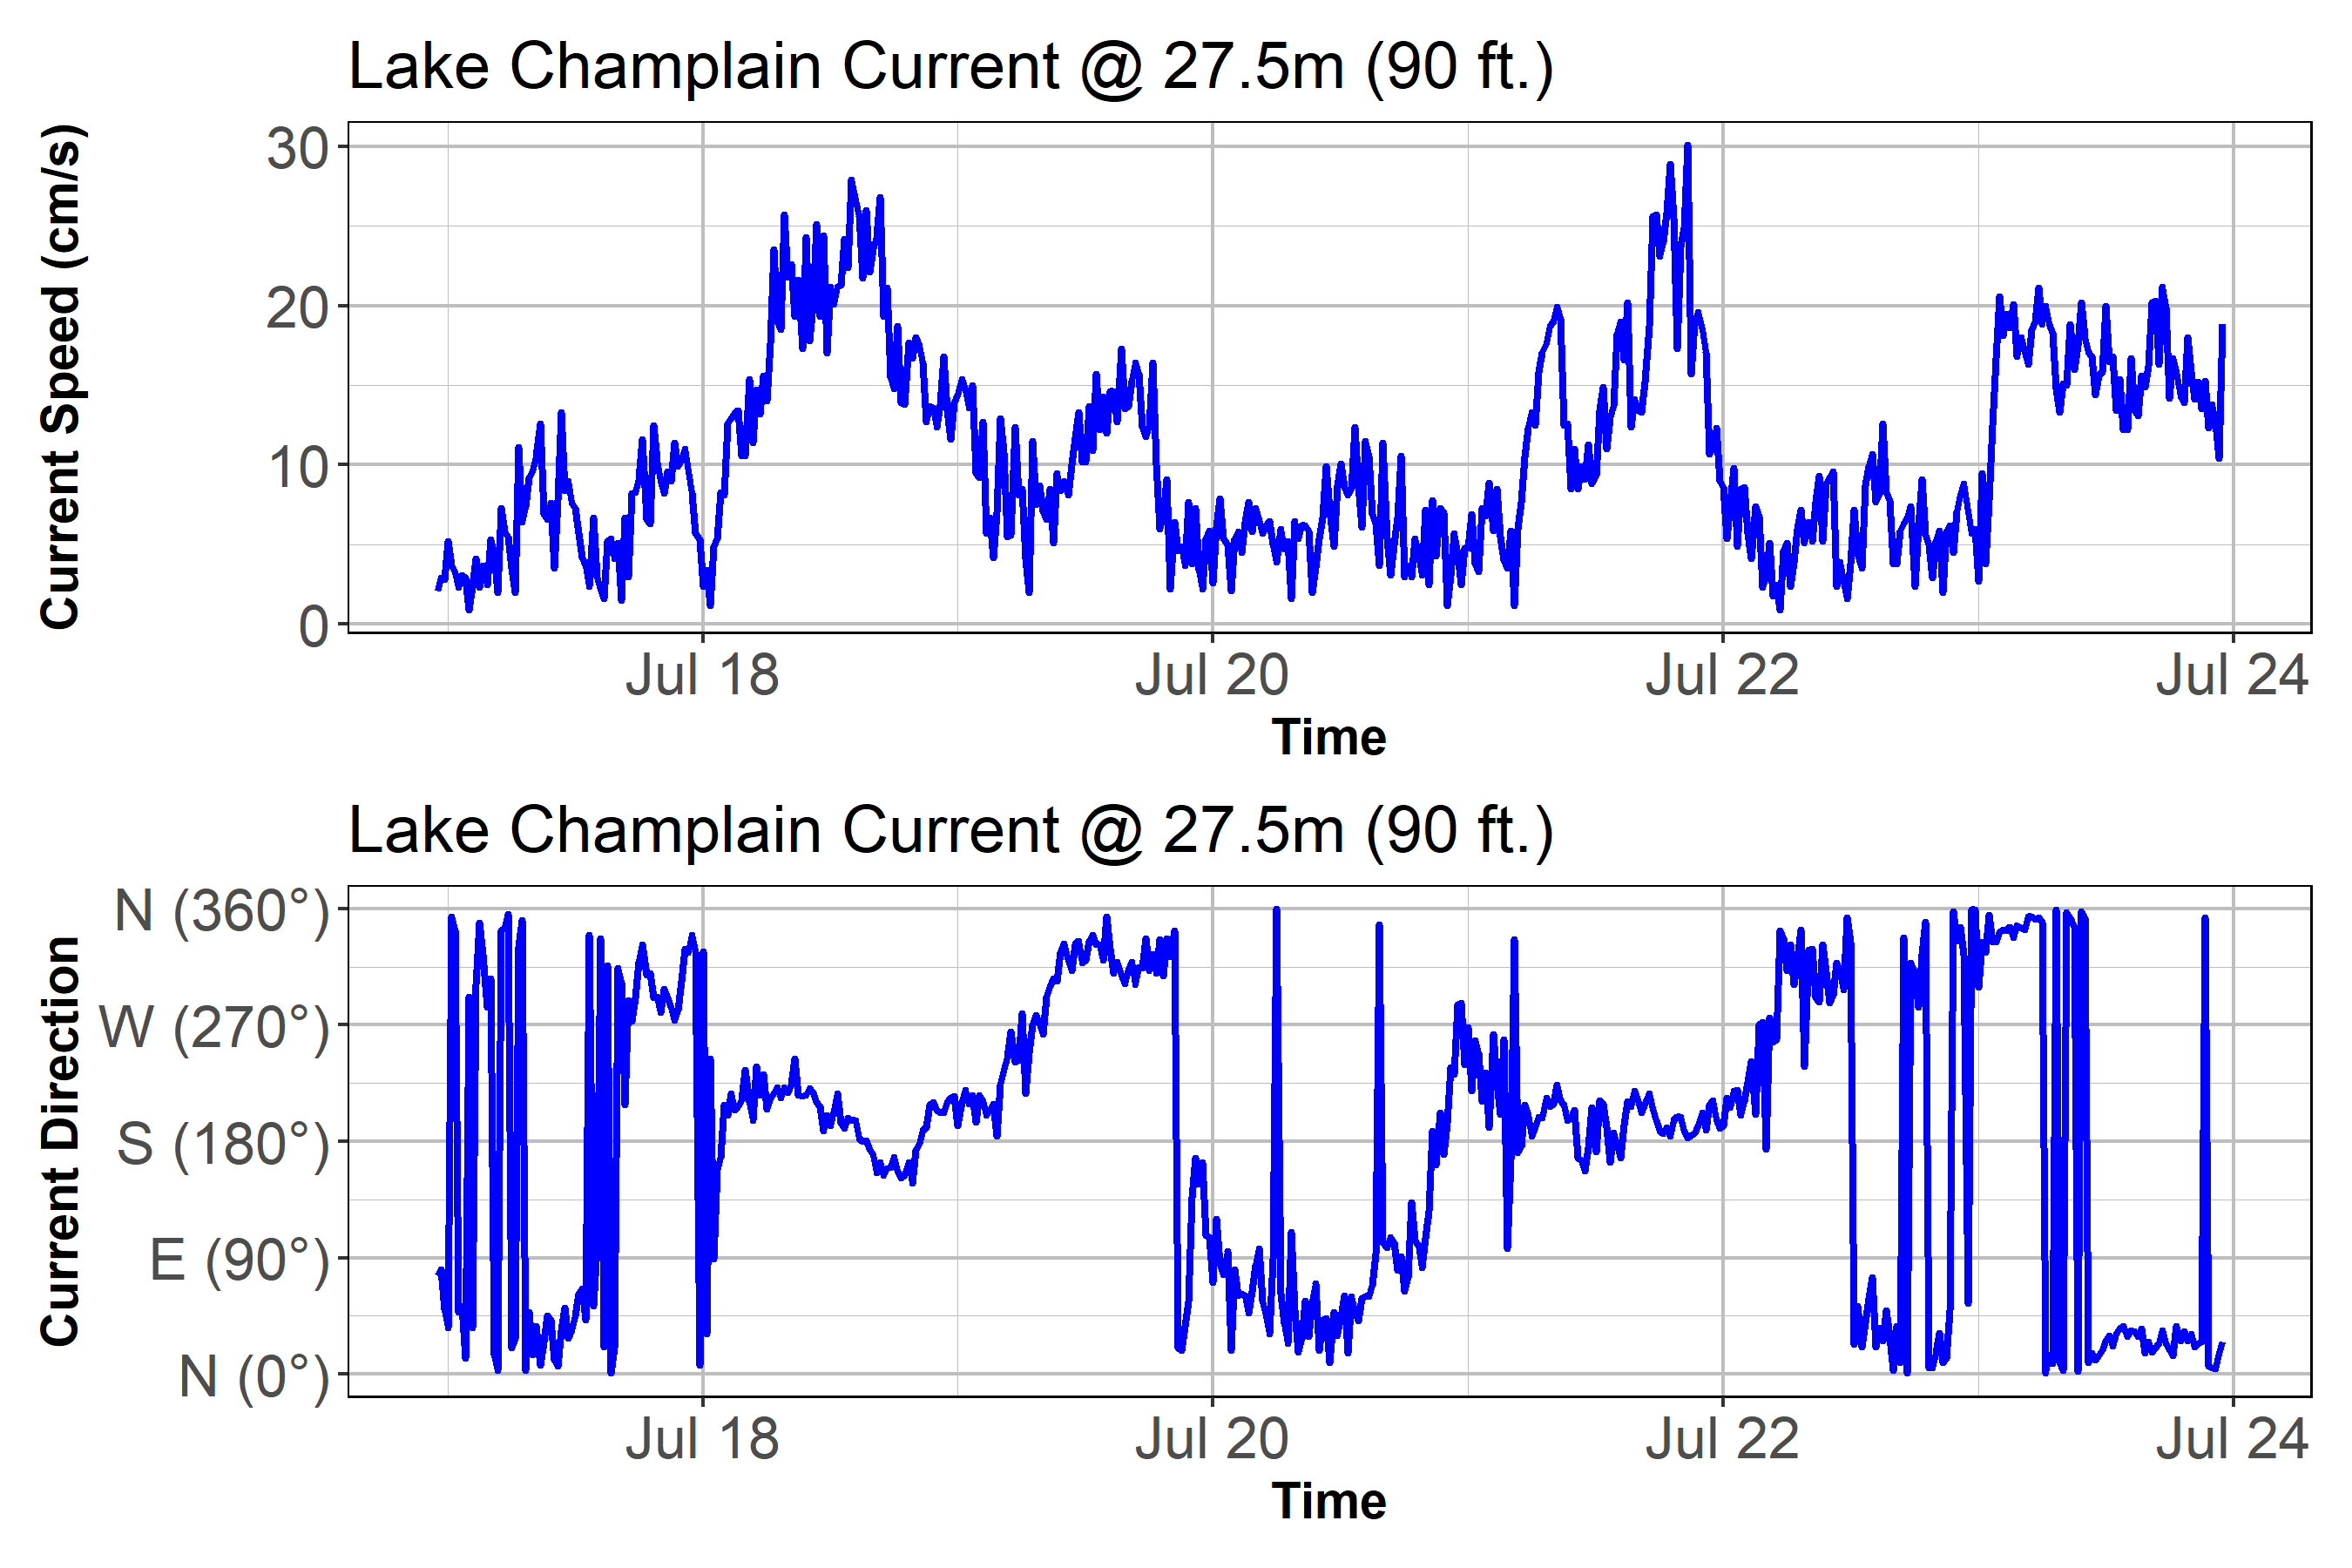 Lake Champlain Current @ 27.5m (90 ft.)
Current Speed (cm/s)
30
20
10
0
Jul 18 Jul 20 Jul 22 Jul 24
Time
Lake Champlain Current @ 27.5m (90 ft.)
Current Direction
N (360°)
W (270°)
S (180°)
E (90°)
N (0°)
Jul 18 Jul 20 Jul 22 Jul 24
Time